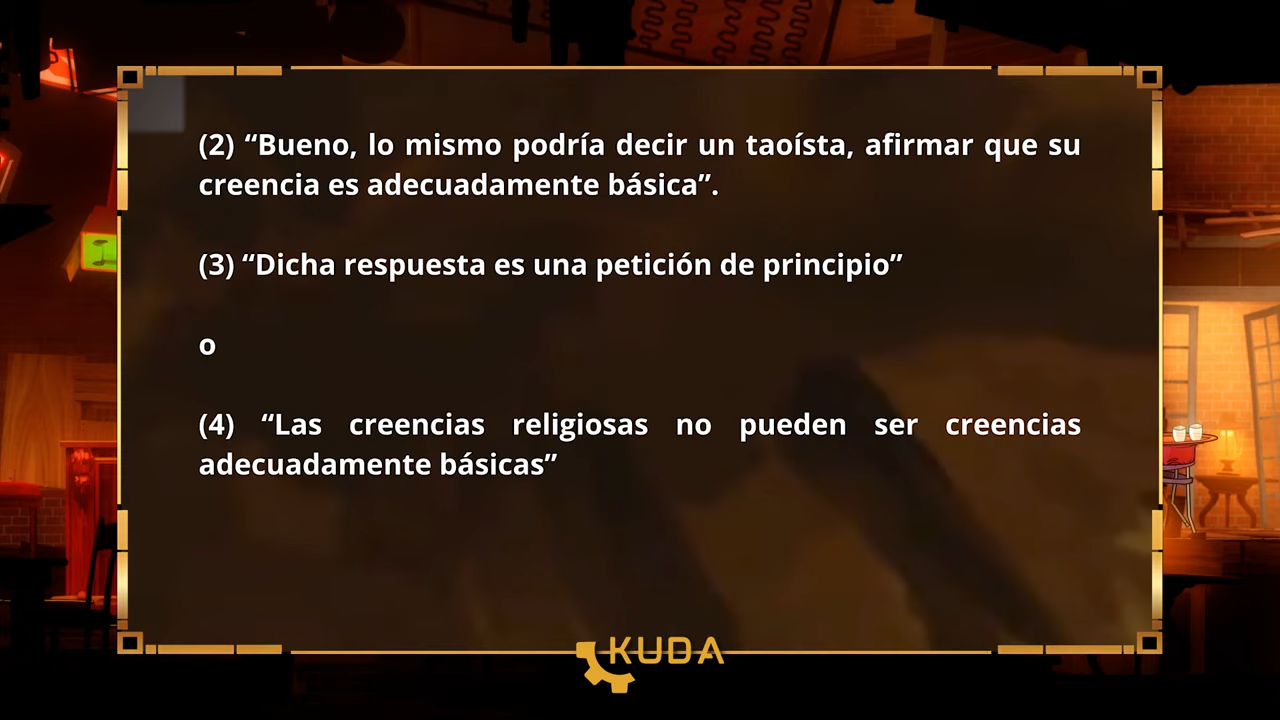 (2) “Bueno, lo mismo podría decir un taoísta, afirmar que su
creencia es adecuadamente básica”.
(3) “Dicha respuesta es una petición de principio”
o
(4) “Las creencias religiosas no pueden ser creencias
adecuadamente básicas”
KUDA